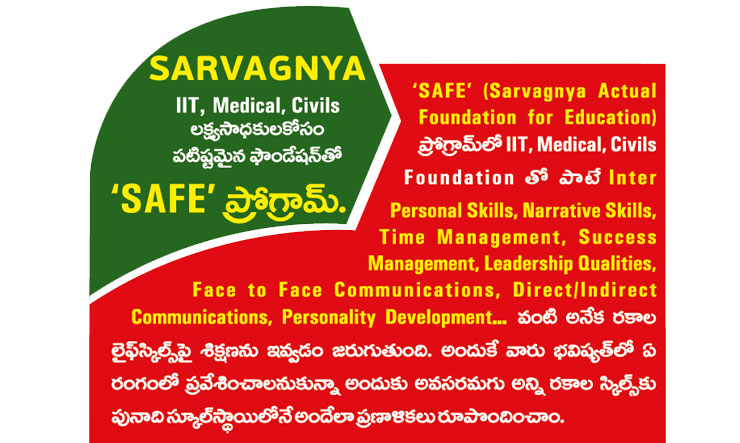 SARVAGNYA
IIT, Medical, Civils
లక్ష్యసాధకులకోసం
పటిష్టమైన ఫౌండేషన్‌తో
‘SAFE’ ప్రోగ్రామ్.
‘SAFE’ (Sarvagnya Actual
Foundation for Education)
ప్రోగ్రామ్‌లో IIT, Medical, Civils
Foundation తో పాటే Inter
Personal Skills, Narrative Skills,
Time Management, Success
Management, Leadership Qualities,
Face to Face Communications, Direct/Indirect
Communications, Personality Development... వంటి అనేక రకాల
లైఫ్‌స్కిల్స్‌పై శిక్షణను ఇవ్వడం జరుగుతుంది. అందుకే వారు భవిష్యత్‌లో ఏ
రంగంలో ప్రవేశించాలనుకున్నా అందుకు అవసరమగు అన్ని రకాల స్కిల్స్‌కు
పునాది స్కూల్‌స్థాయిలోనే అందేలా ప్రణాళికలు రూపొందించాం.